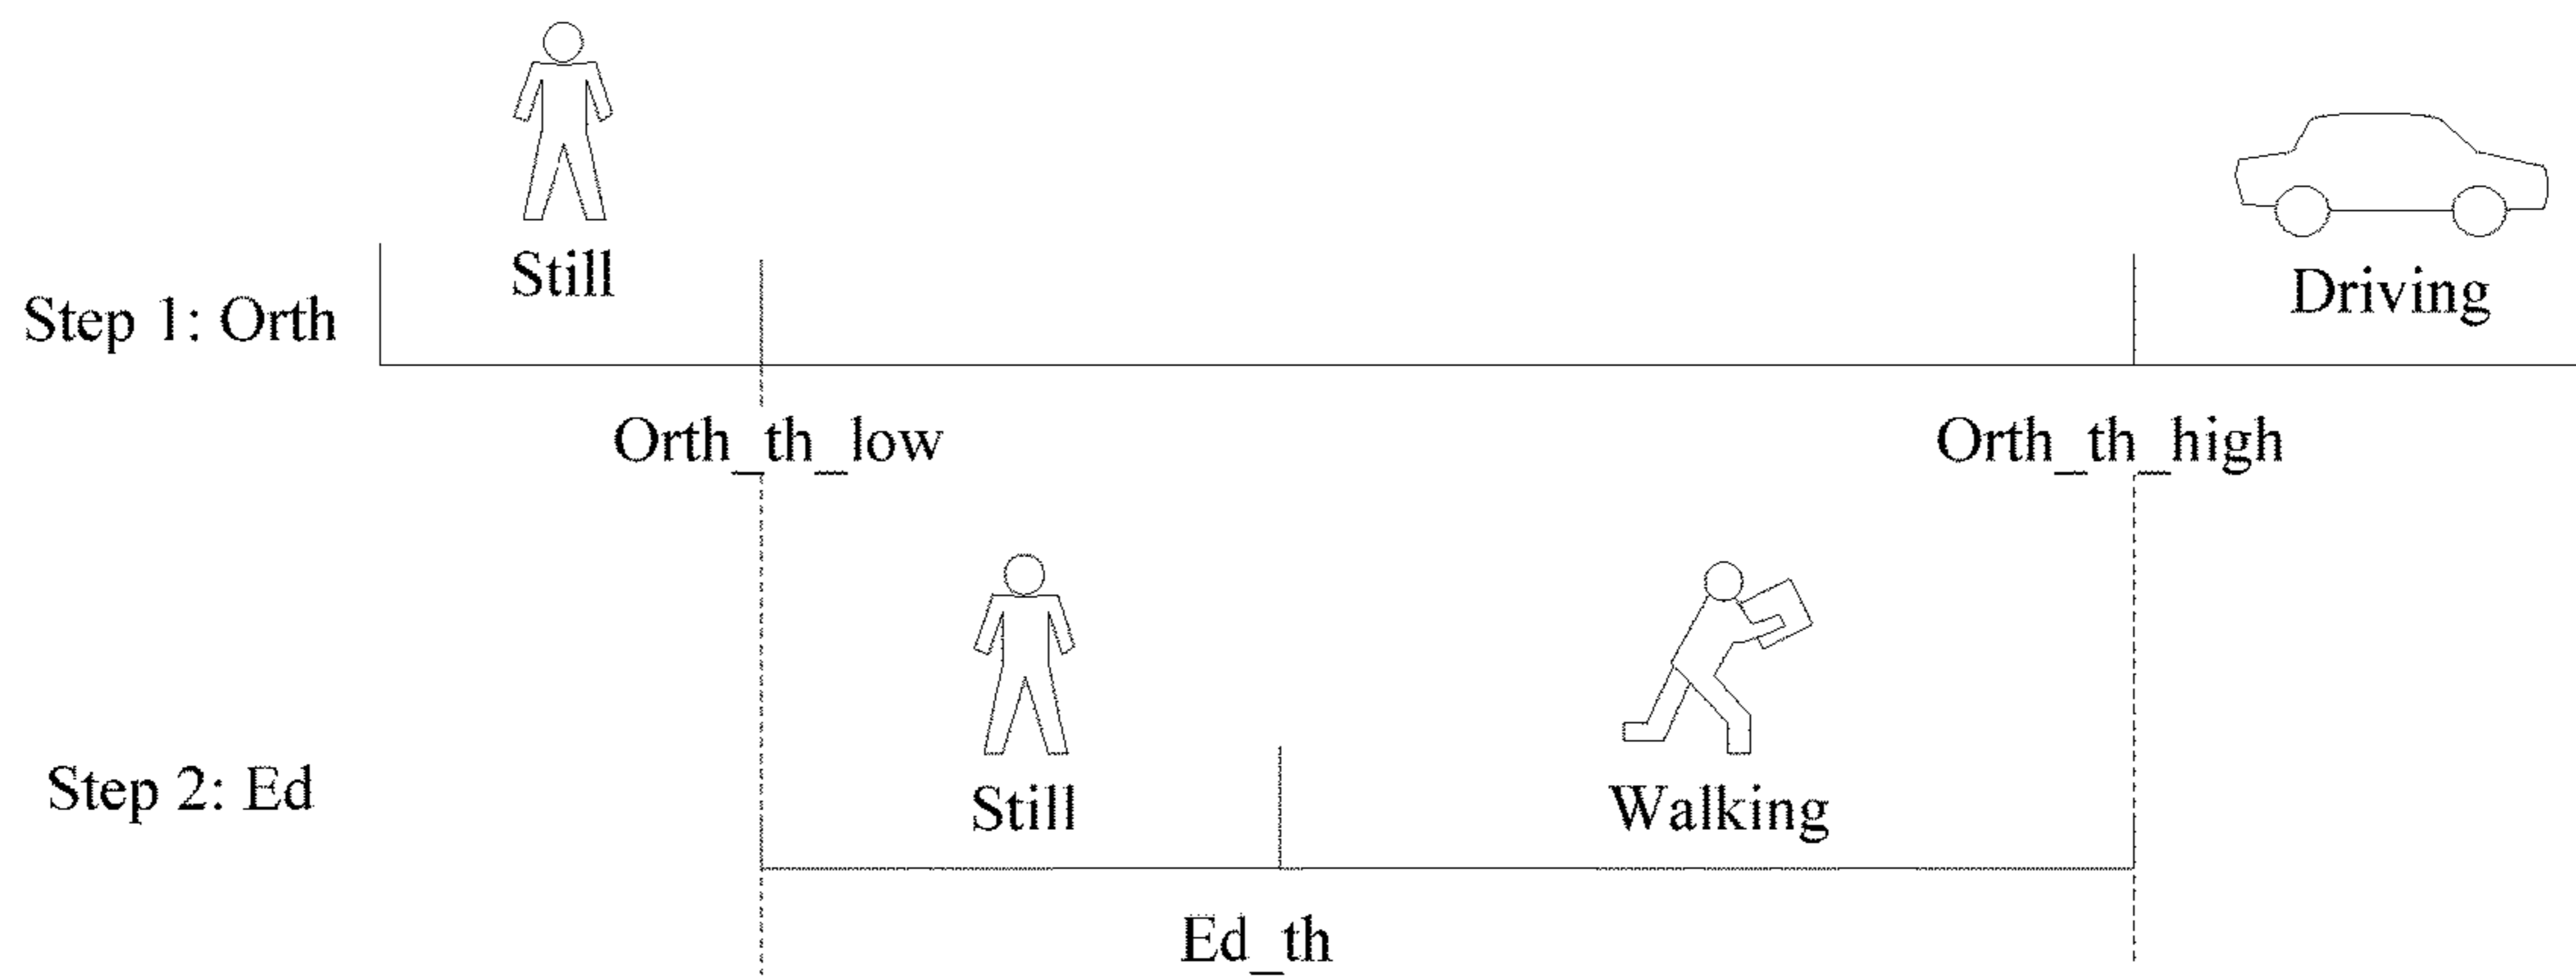 Still
Step 1: Orth
Driving
Orth_th_low
Orth_th_high
Step 2: Ed
Still
Walking
Ed_th